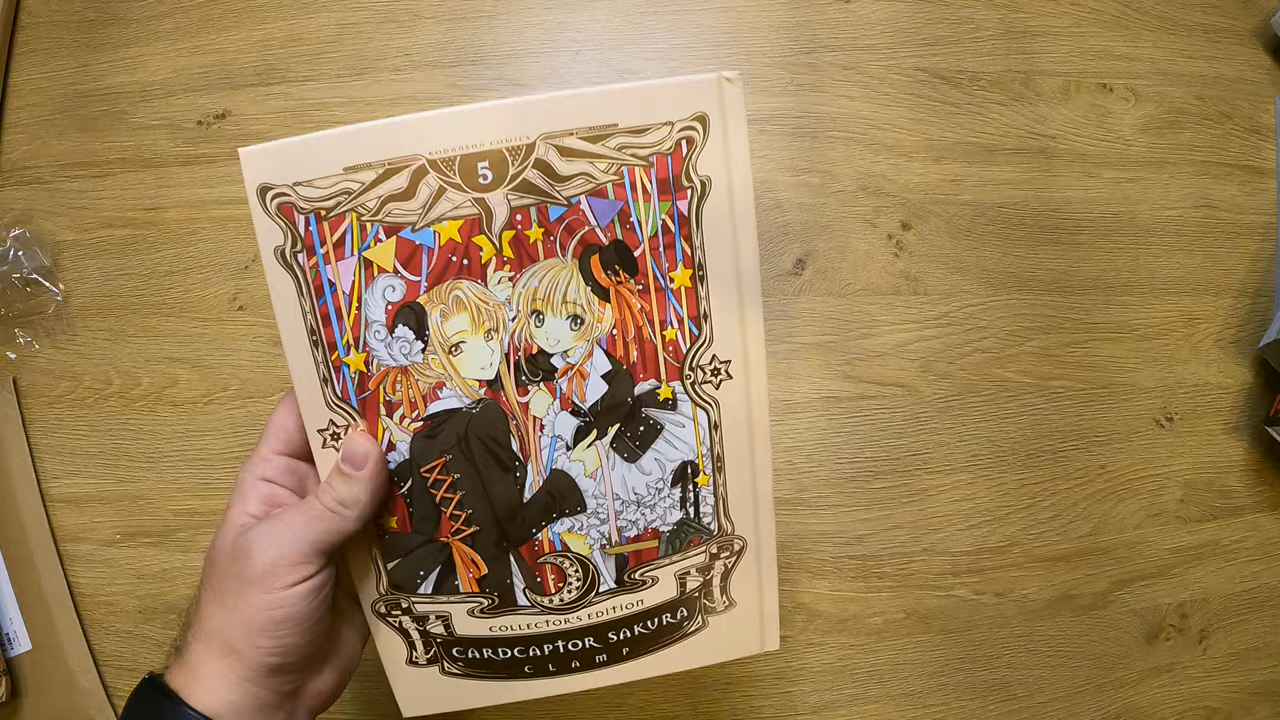 KODANSHA COMICS
5
COLLECTOR'S EDITION
CARDCAPTOR SAKURA
CLAMP